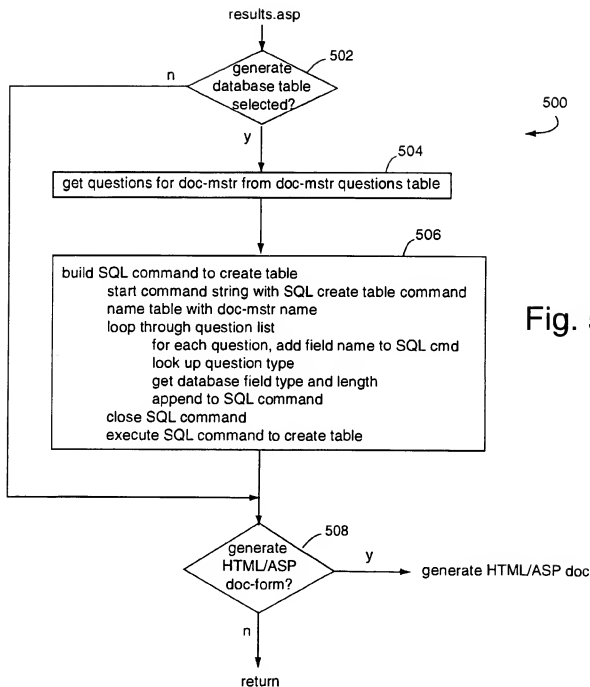 results.asp
502
generate
database table
selected?
n
y
500
504
get questions for doc-mstr from doc-mstr questions table
506
build SQL command to create table
start command string with SQL create table command
name table with doc-mstr name
loop through question list
for each question, add field name to SQL cmd
look up question type
get database field type and length
append to SQL command
close SQL command
execute SQL command to create table
Fig.
508
generate
HTML/ASP
doc-form?
y
generate HTML/ASP doc
n
return